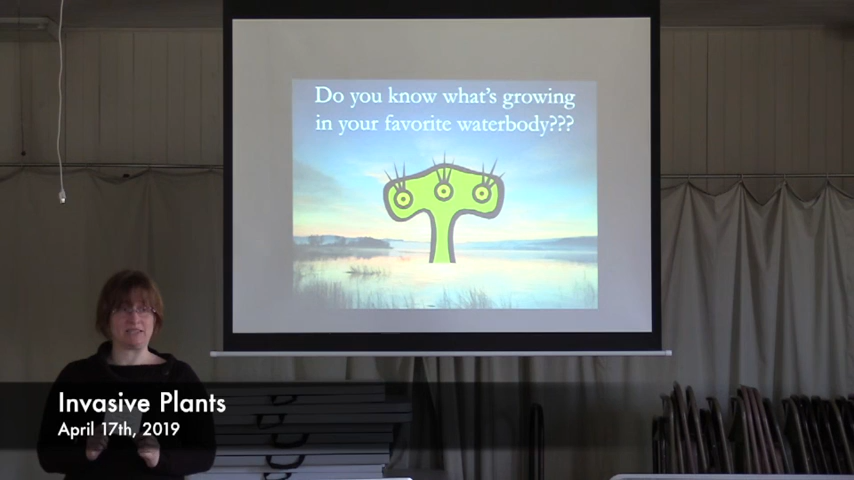 Do you know what's growing
in your favorite waterbody???
Invasive Plants
April 17th, 2019